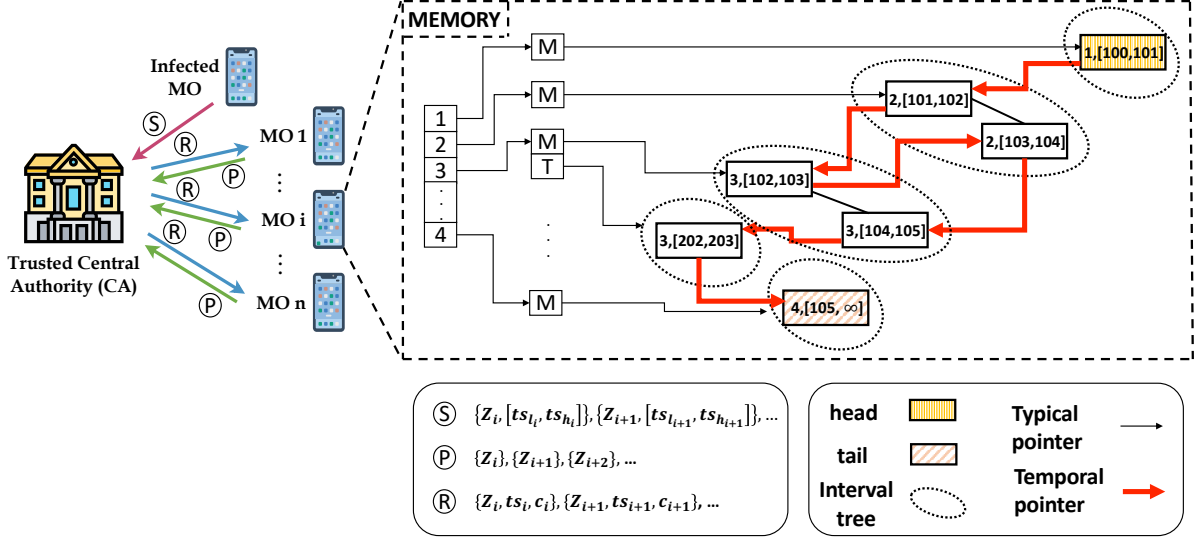 MEMORY
Infected
MO
S
R
P
MO 1
⋮
R
P
MO i
R
⋮
P
MO n
Trusted Central
Authority (CA)
1
2
3
⋮
4
M
M
M
T
⋮
M
1,[100,101]
2,[101,102]
2,[103,104]
3,[102,103]
3,[104,105]
3,[202,203]
4,[105, ∞]
S {Z_i, [ts_{l_i}, ts_{h_i}]}, {Z_{i+1}, [ts_{l_{i+1}}, ts_{h_{i+1}}]}, ...
P {Z_i}, {Z_{i+1}}, {Z_{i+2}}, ...
R {Z_i, ts_i, c_i}, {Z_{i+1}, ts_{i+1}, c_{i+1}}, ...
head
tail
Interval
tree
Typical
pointer
Temporal
pointer